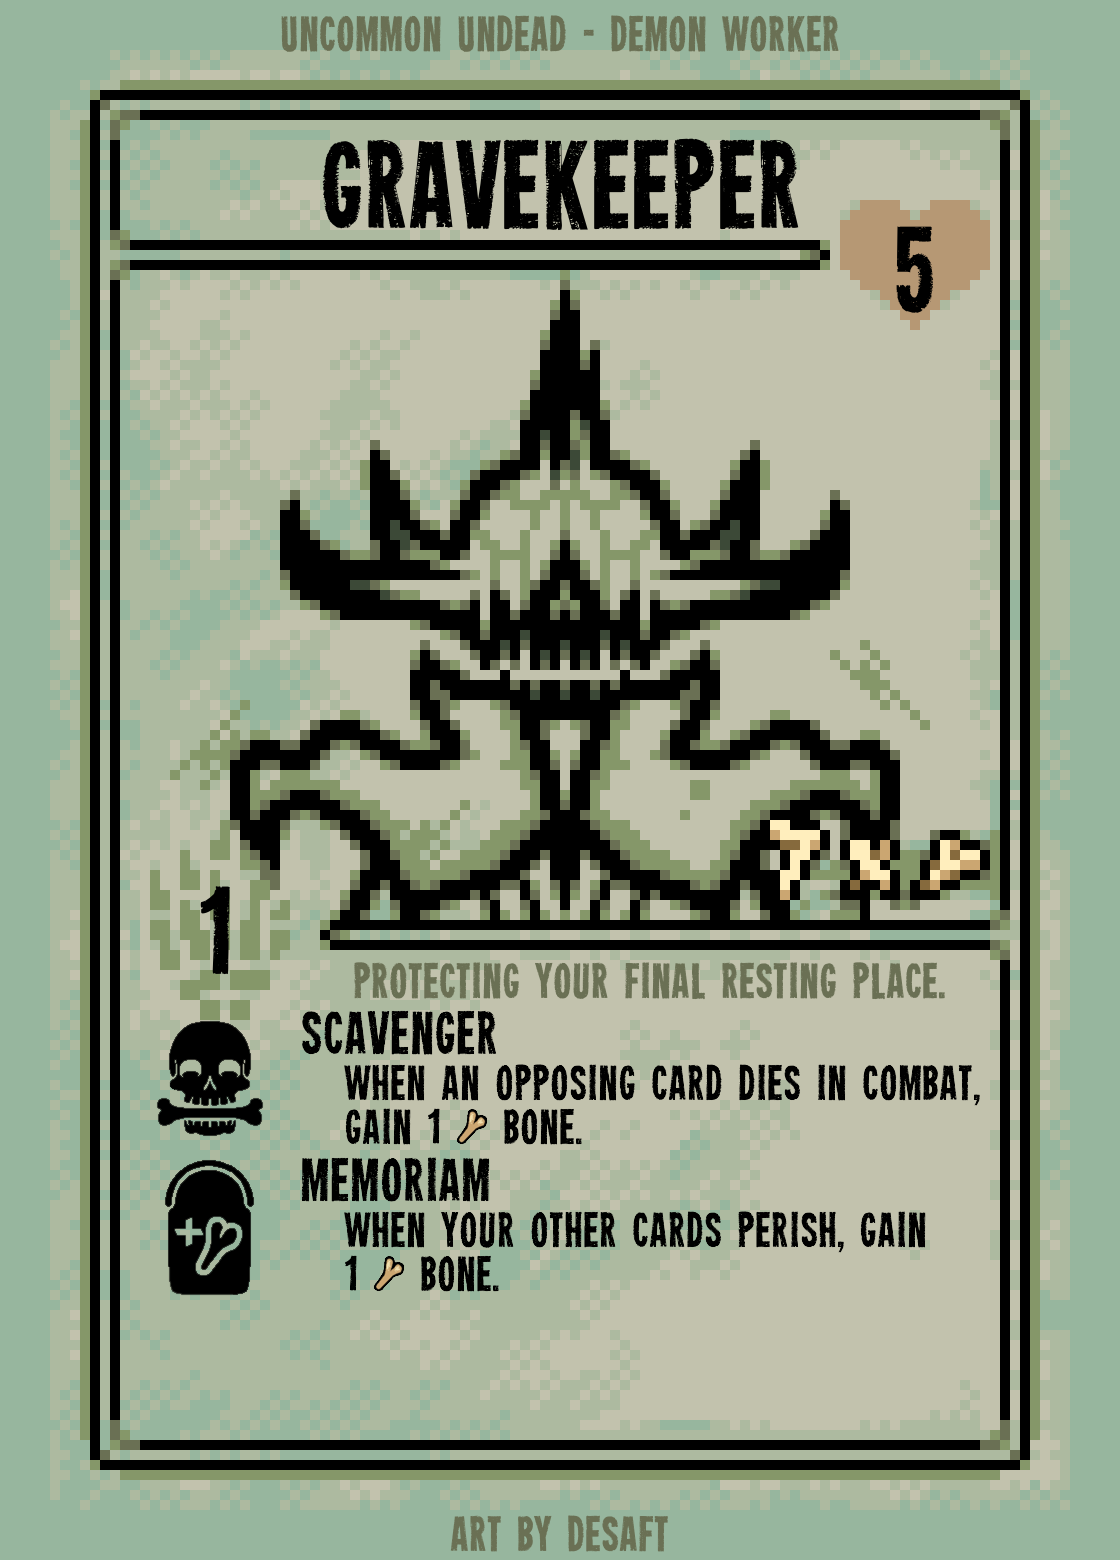 UNCOMMON UNDEAD - DEMON WORKER
GRAVEKEEPER
5
1
PROTECTING YOUR FINAL RESTING PLACE.
SCAVENGER
WHEN AN OPPOSING CARD DIES IN COMBAT,
GAIN 1 BONE.
MEMORIAM
WHEN YOUR OTHER CARDS PERISH, GAIN
1 BONE.
ART BY DESAFT